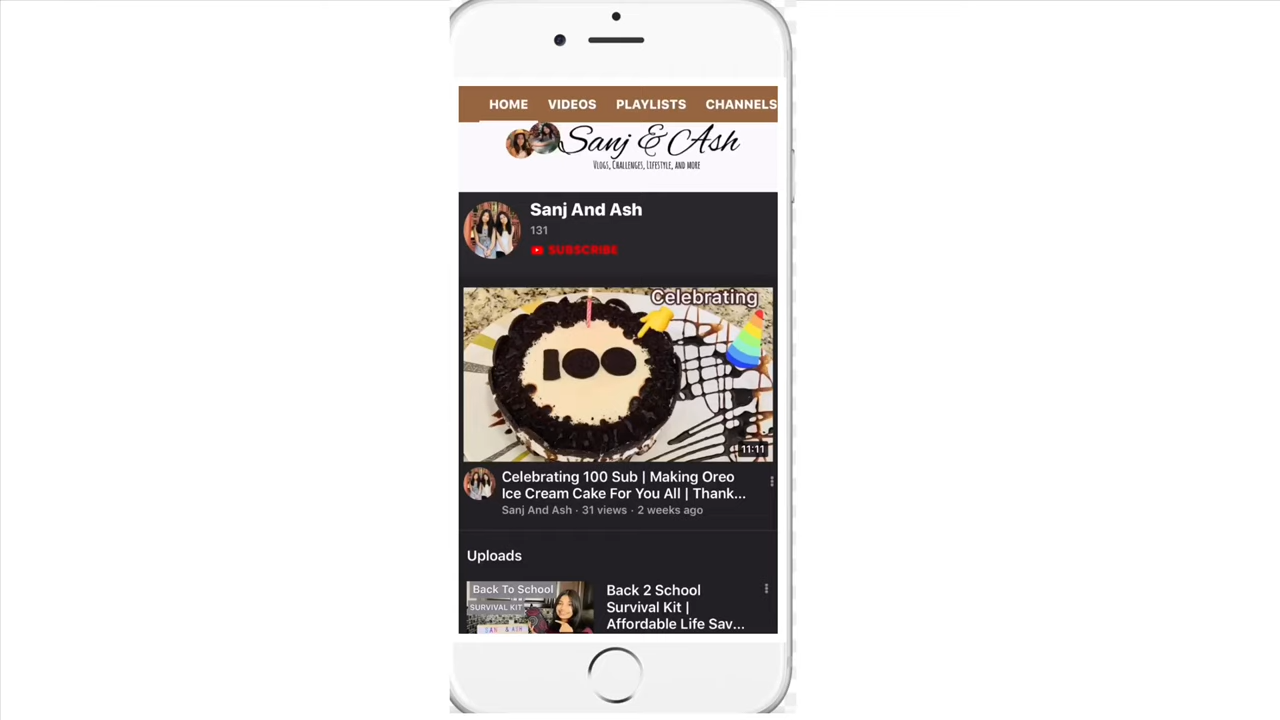 HOME VIDEOS PLAYLISTS CHANNELS
Sanj & Ash
VLOGS, CHALLENGES, LIFESTYLE, AND MORE
Sanj And Ash
131
SUBSCRIBE
Celebrating
100
11:11
Celebrating 100 Sub | Making Oreo
Ice Cream Cake For You All | Thank...
Sanj And Ash · 31 views · 2 weeks ago
Uploads
Back To School
SURVIVAL KIT
SANJ & ASH
Back 2 School
Survival Kit |
Affordable Life Sav...